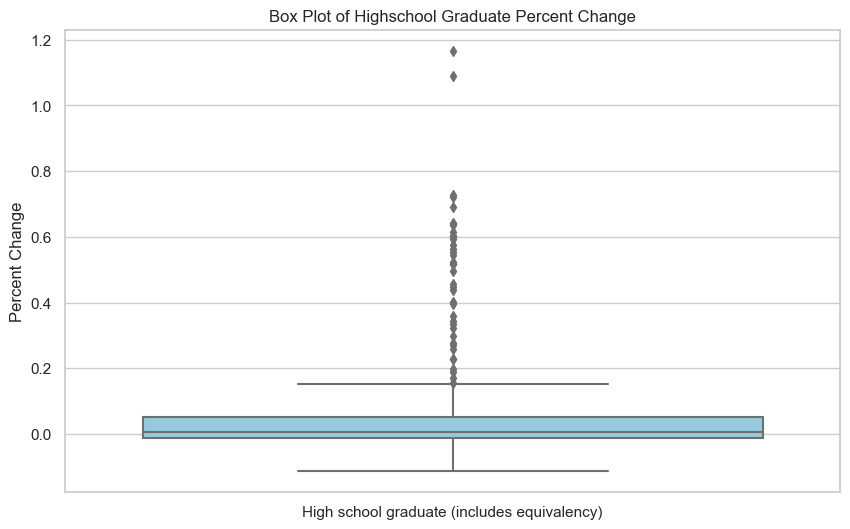 Box Plot of Highschool Graduate Percent Change
1.2
1.0
0.8
0.6
0.4
0.2
0.0
Percent Change
High school graduate (includes equivalency)